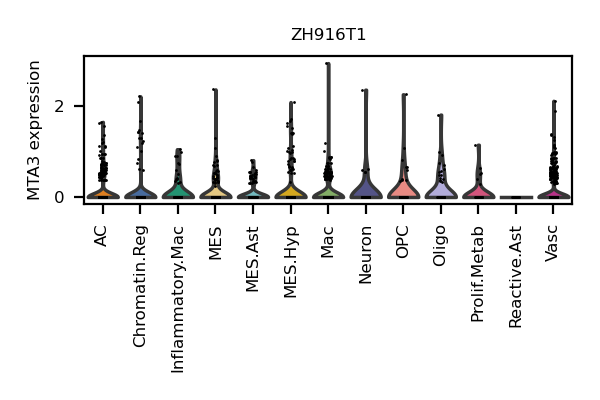 ZH916T1
MTA3 expression
2
0
AC
Chromatin.Reg
Inflammatory.Mac
MES
MES.Ast
MES.Hyp
Mac
Neuron
OPC
Oligo
Prolif.Metab
Reactive.Ast
Vasc